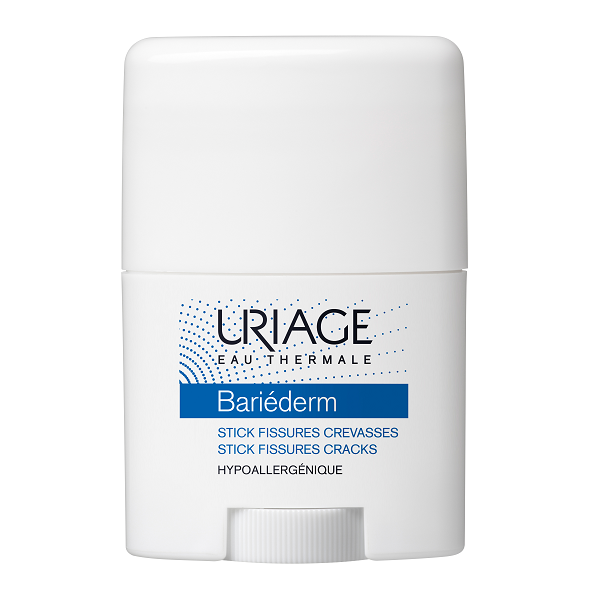 URIAGE
EAU THERMALE
Bariéderm
STICK FISSURES CREVASSES
STICK FISSURES CRACKS
HYPOALLERGÉNIQUE